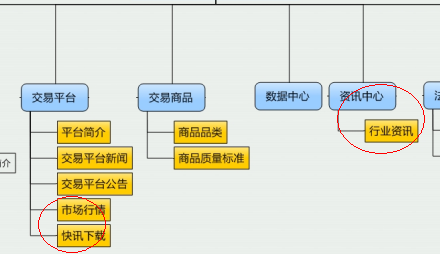 交易平台
交易商品
数据中心
资讯中心
平台简介
商品品类
行业资讯
交易平台新闻
商品质量标准
交易平台公告
市场行情
快讯下载